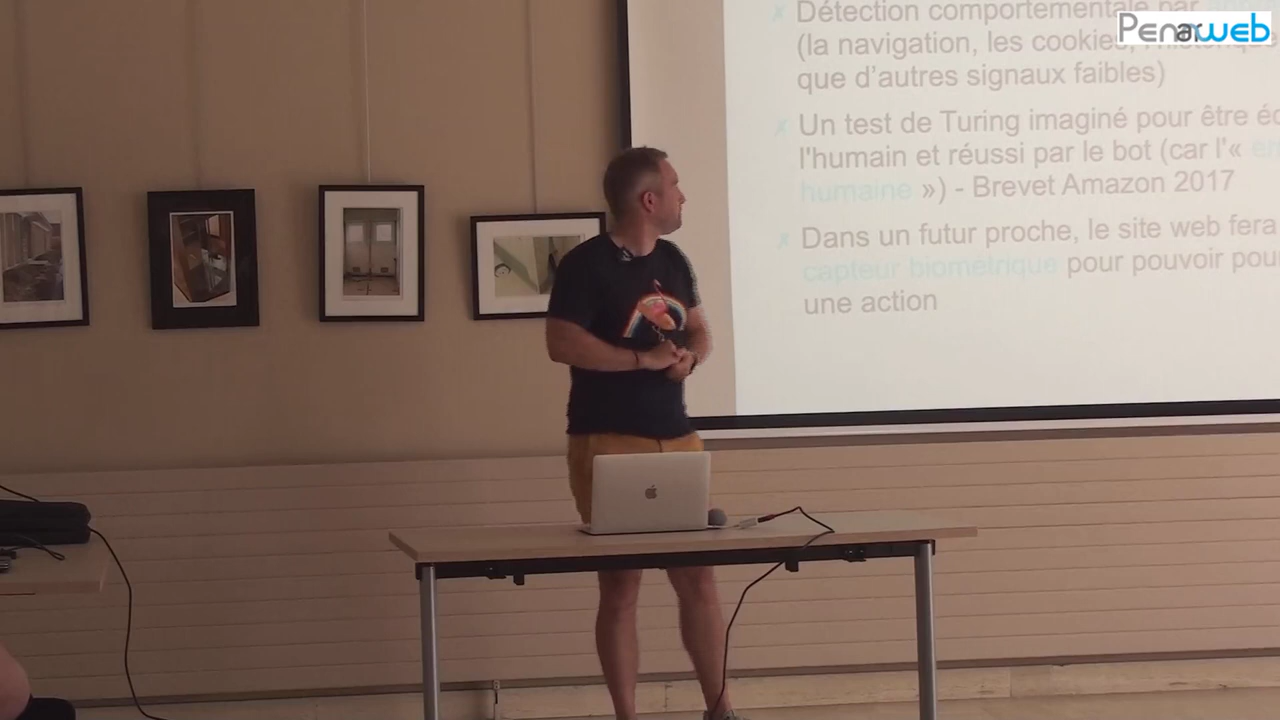 Détection comportementale par
Penarweb
(la navigation, les cookies, l'historique
que d'autres signaux faibles)
Un test de Turing imaginé pour être
l'humain et réussi par le bot (car l'«
humaine ») - Brevet Amazon 2017
Dans un futur proche, le site web fera
capteur biométrique pour pouvoir
une action